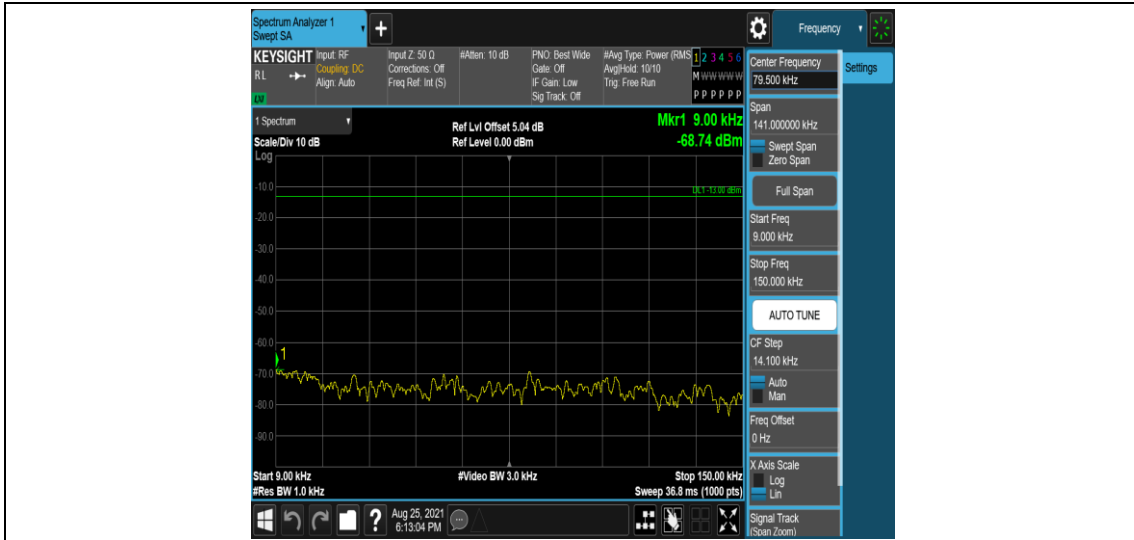 Spectrum Analyzer 1
Swept SA
+
Frequency
KEYSIGHT
RL
LXI
Input: RF
Coupling: DC
Align: Auto
Input Z: 50 Ω
Corrections: Off
Freq Ref: Int (S)
#Atten: 10 dB
PNO: Best Wide
Gate: Off
IF Gain: Low
Sig Track: Off
#Avg Type: Power (RMS
Avg|Hold: 10/10
Trig: Free Run
1 2 3 4 5 6
M W W W W W
P P P P P P
1 Spectrum
Scale/Div 10 dB
Log
Ref Lvl Offset 5.04 dB
Ref Level 0.00 dBm
Mkr1 9.00 kHz
-68.74 dBm
DL1 -13.00 dBm
-10.0
-20.0
-30.0
-40.0
-50.0
-60.0
1
-70.0
-80.0
-90.0
Start 9.00 kHz
#Res BW 1.0 kHz
#Video BW 3.0 kHz
Stop 150.00 kHz
Sweep 36.8 ms (1000 pts)
Center Frequency
79.500 kHz
Settings
Span
141.000000 kHz
Swept Span
Zero Span
Full Span
Start Freq
9.000 kHz
Stop Freq
150.000 kHz
AUTO TUNE
CF Step
14.100 kHz
Auto
Man
Freq Offset
0 Hz
X Axis Scale
Log
Lin
Signal Track
(Span Zoom)
?
Aug 25, 2021
6:13:04 PM